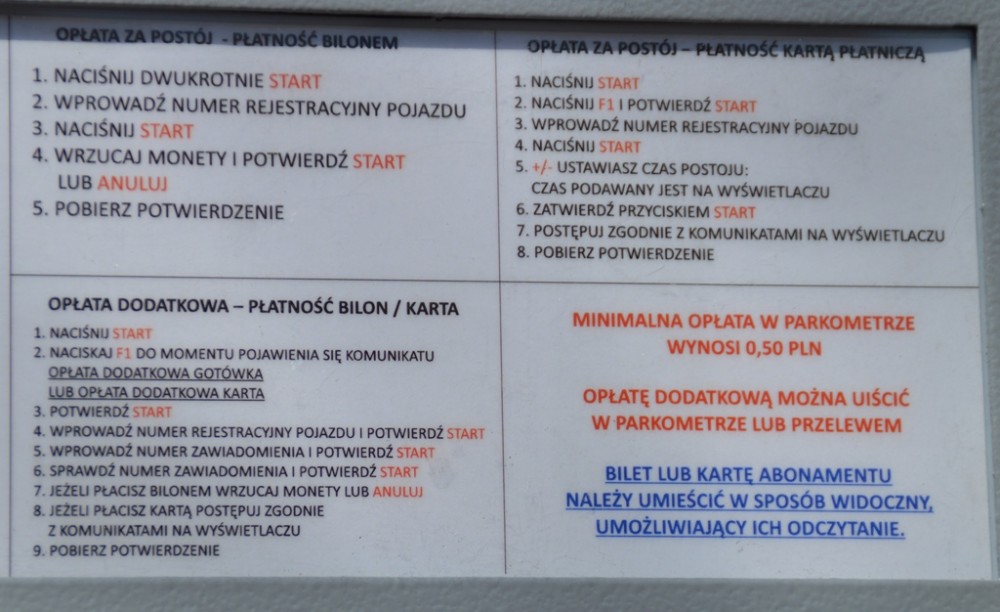 OPŁATA ZA POSTÓJ - PŁATNOŚĆ BILONEM
1. NACIŚNIJ DWUKROTNIE START
2. WPROWADŹ NUMER REJESTRACYJNY POJAZDU
3. NACIŚNIJ START
4. WRZUCAJ MONETY I POTWIERDŹ START
LUB ANULUJ
5. POBIERZ POTWIERDZENIE
OPŁATA ZA POSTÓJ – PŁATNOŚĆ KARTĄ PŁATNICZĄ
1. NACIŚNIJ START
2. NACIŚNIJ F1 I POTWIERDŹ START
3. WPROWADŹ NUMER REJESTRACYJNY POJAZDU
4. NACIŚNIJ START
5. +/- USTAWIASZ CZAS POSTOJU:
CZAS PODAWANY JEST NA WYŚWIETLACZU
6. ZATWIERDŹ PRZYCISKIEM START
7. POSTĘPUJ ZGODNIE Z KOMUNIKATAMI NA WYŚWIETLACZU
8. POBIERZ POTWIERDZENIE
OPŁATA DODATKOWA – PŁATNOŚĆ BILON / KARTA
1. NACIŚNIJ START
2. NACISKAJ F1 DO MOMENTU POJAWIENIA SIĘ KOMUNIKATU
OPŁATA DODATKOWA GOTÓWKA
LUB OPŁATA DODATKOWA KARTA
3. POTWIERDŹ START
4. WPROWADŹ NUMER REJESTRACYJNY POJAZDU I POTWIERDŹ START
5. WPROWADŹ NUMER ZAWIADOMIENIA I POTWIERDŹ START
6. SPRAWDŹ NUMER ZAWIADOMIENIA I POTWIERDŹ START
7. JEŻELI PŁACISZ BILONEM WRZUCAJ MONETY LUB ANULUJ
8. JEŻELI PŁACISZ KARTĄ POSTĘPUJ ZGODNIE
Z KOMUNIKATAMI NA WYŚWIETLACZU
9. POBIERZ POTWIERDZENIE
MINIMALNA OPŁATA W PARKOMETRZE
WYNOSI 0,50 PLN
OPŁATĘ DODATKOWĄ MOŻNA UIŚCIĆ
W PARKOMETRZE LUB PRZELEWEM
BILET LUB KARTĘ ABONAMENTU
NALEŻY UMIEŚCIĆ W SPOSÓB WIDOCZNY,
UMOŻLIWIAJĄCY ICH ODCZYTANIE.